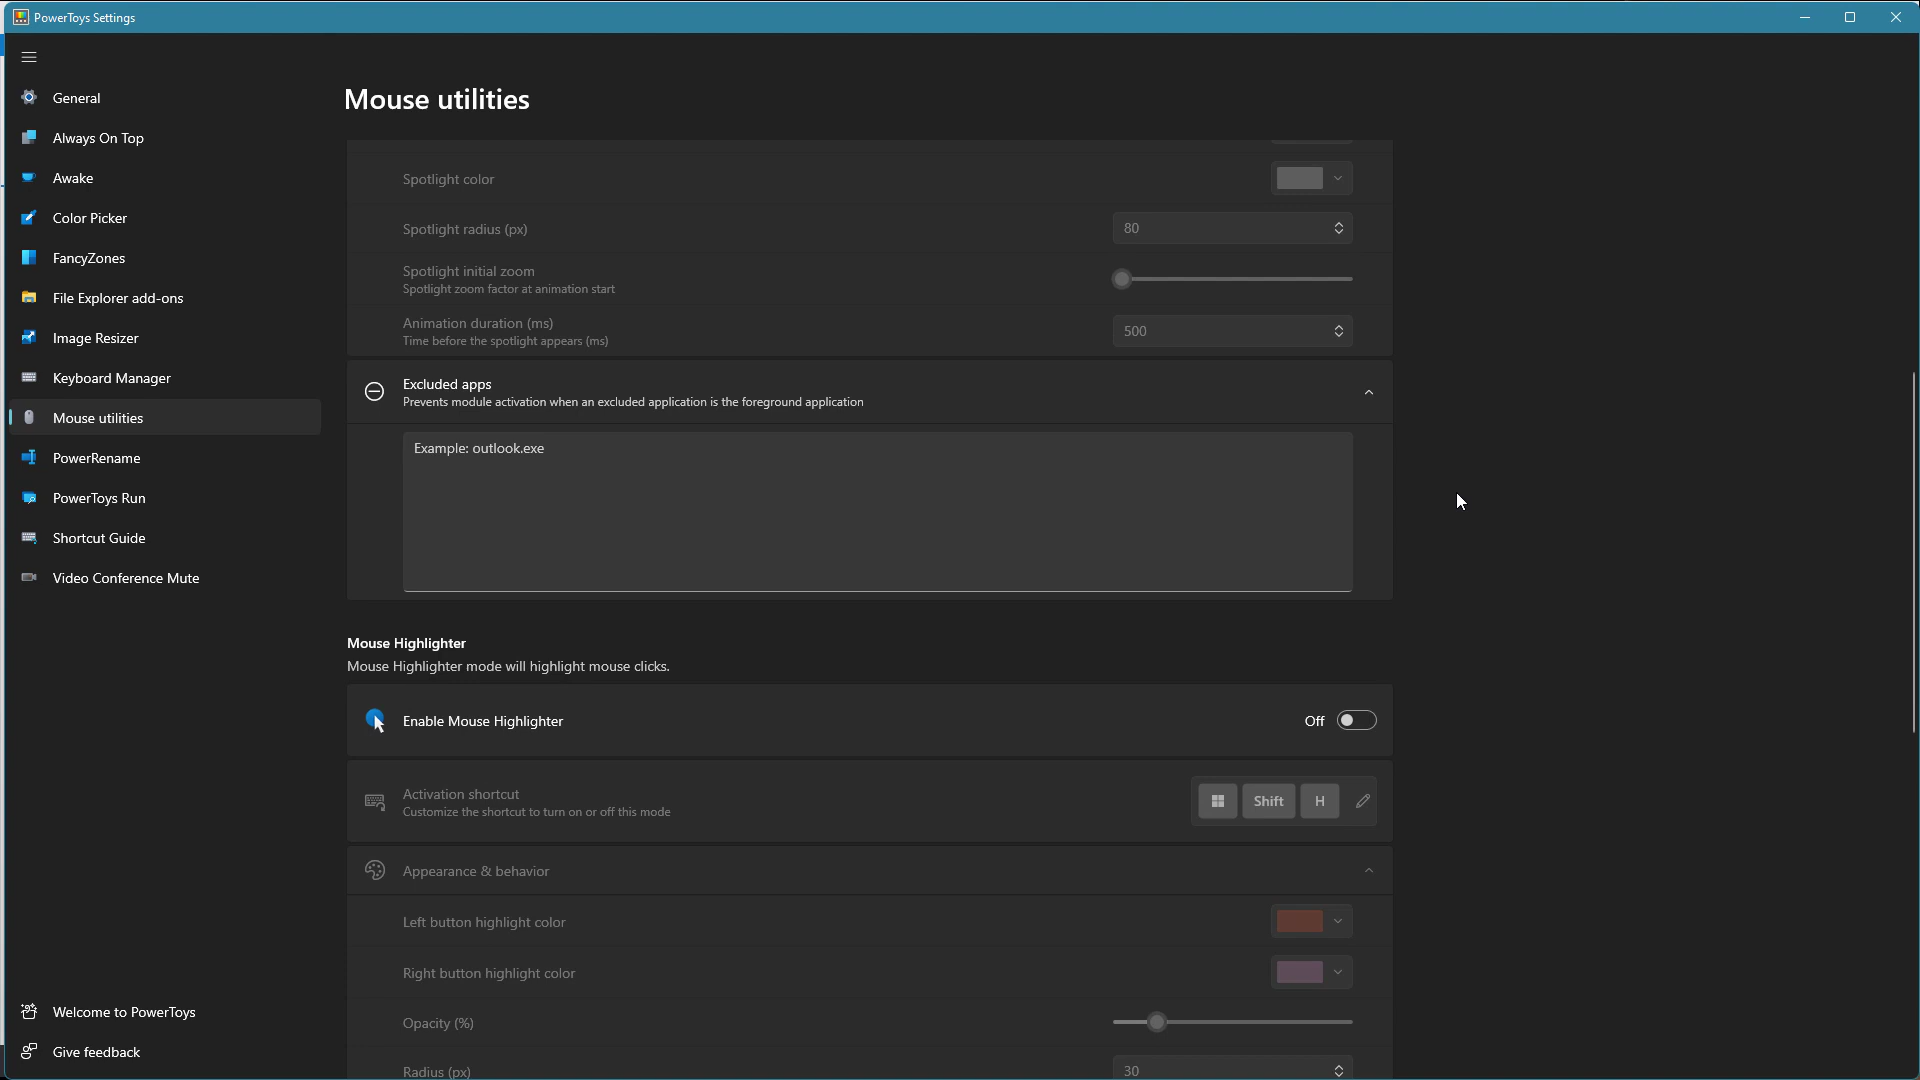 PowerToys Settings
General
Always On Top
Awake
Color Picker
FancyZones
File Explorer add-ons
Image Resizer
Keyboard Manager
Mouse utilities
PowerRename
PowerToys Run
Shortcut Guide
Video Conference Mute
Welcome to PowerToys
Give feedback
Mouse utilities
Spotlight color
Spotlight radius (px)
80
Spotlight initial zoom
Spotlight zoom factor at animation start
Animation duration (ms)
Time before the spotlight appears (ms)
500
Excluded apps
Prevents module activation when an excluded application is the foreground application
Example: outlook.exe
Mouse Highlighter
Mouse Highlighter mode will highlight mouse clicks.
Enable Mouse Highlighter
Off
Activation shortcut
Customize the shortcut to turn on or off this mode
Shift H
Appearance & behavior
Left button highlight color
Right button highlight color
Opacity (%)
Radius (px)
30